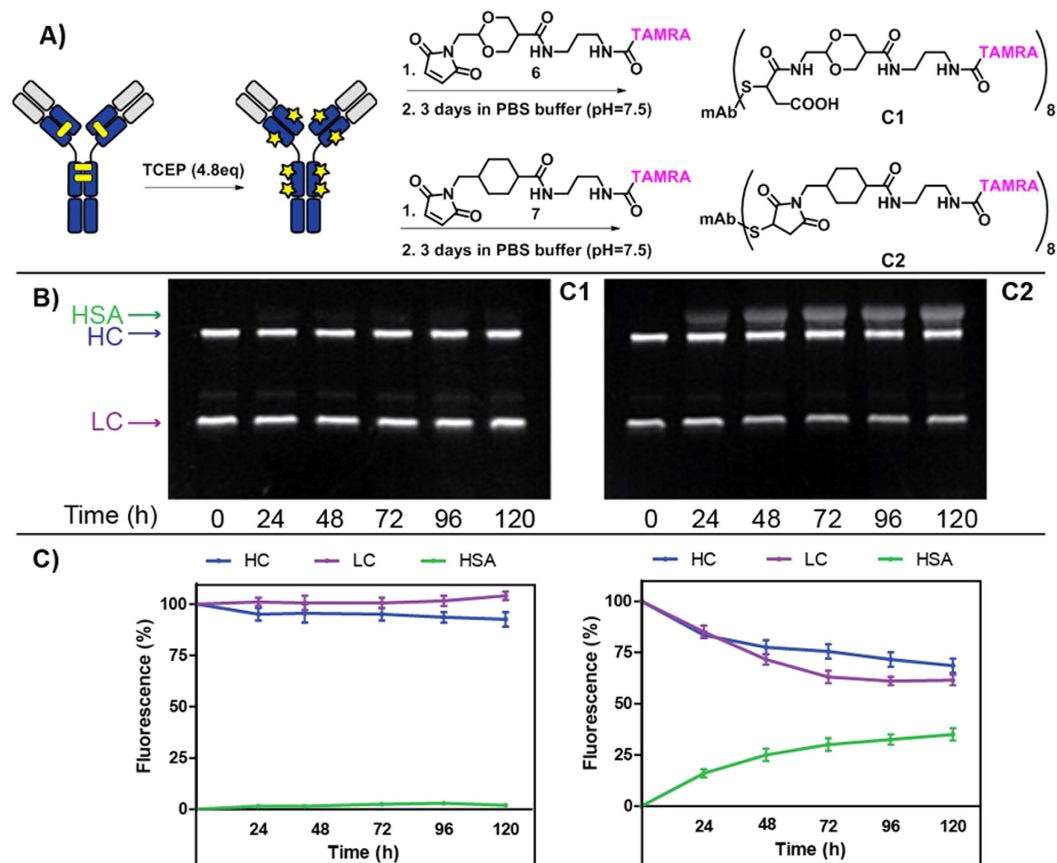 A)
TCEP (4.8eq)
1.
O
N
O
O
O
O
N
H
N
H
O
TAMRA
6
2. 3 days in PBS buffer (pH=7.5)
1.
O
N
O
O
N
H
HN
O
TAMRA
7
2. 3 days in PBS buffer (pH=7.5)
mAb
S
O
NH
O
O
O
NH
HN
O
TAMRA
COOH
C1
8
mAb
S
O
N
O
O
NH
HN
O
TAMRA
C2
8
B)
HSA
HC
LC
C1
C2
Time (h) 0 24 48 72 96 120 0 24 48 72 96 120
C)
HC LC HSA
Fluorescence (%)
100
75
50
25
0
24 48 72 96 120
Time (h)
HC LC HSA
Fluorescence (%)
100
75
50
25
0
24 48 72 96 120
Time (h)